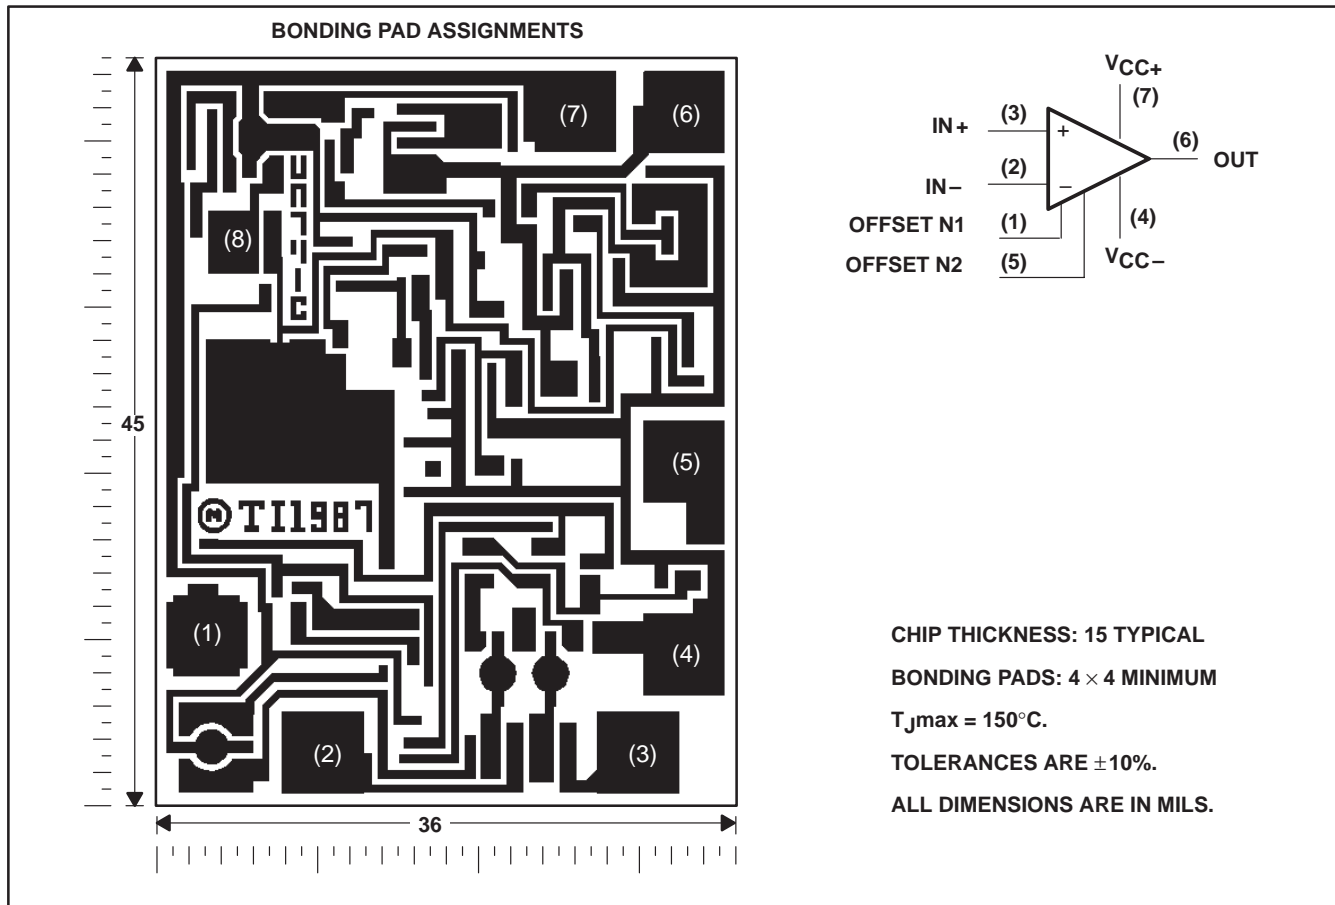 BONDING PAD ASSIGNMENTS
(7)
(6)
(8)
45
(5)
TI1987
(1)
(4)
(2)
(3)
36
VCC+
(7)
(3)
IN+
+
(6)
OUT
(2)
IN−
−
(1)
OFFSET N1
(4)
(5)
OFFSET N2
VCC−
CHIP THICKNESS: 15 TYPICAL
BONDING PADS: 4 × 4 MINIMUM
TJmax = 150°C.
TOLERANCES ARE ±10%.
ALL DIMENSIONS ARE IN MILS.